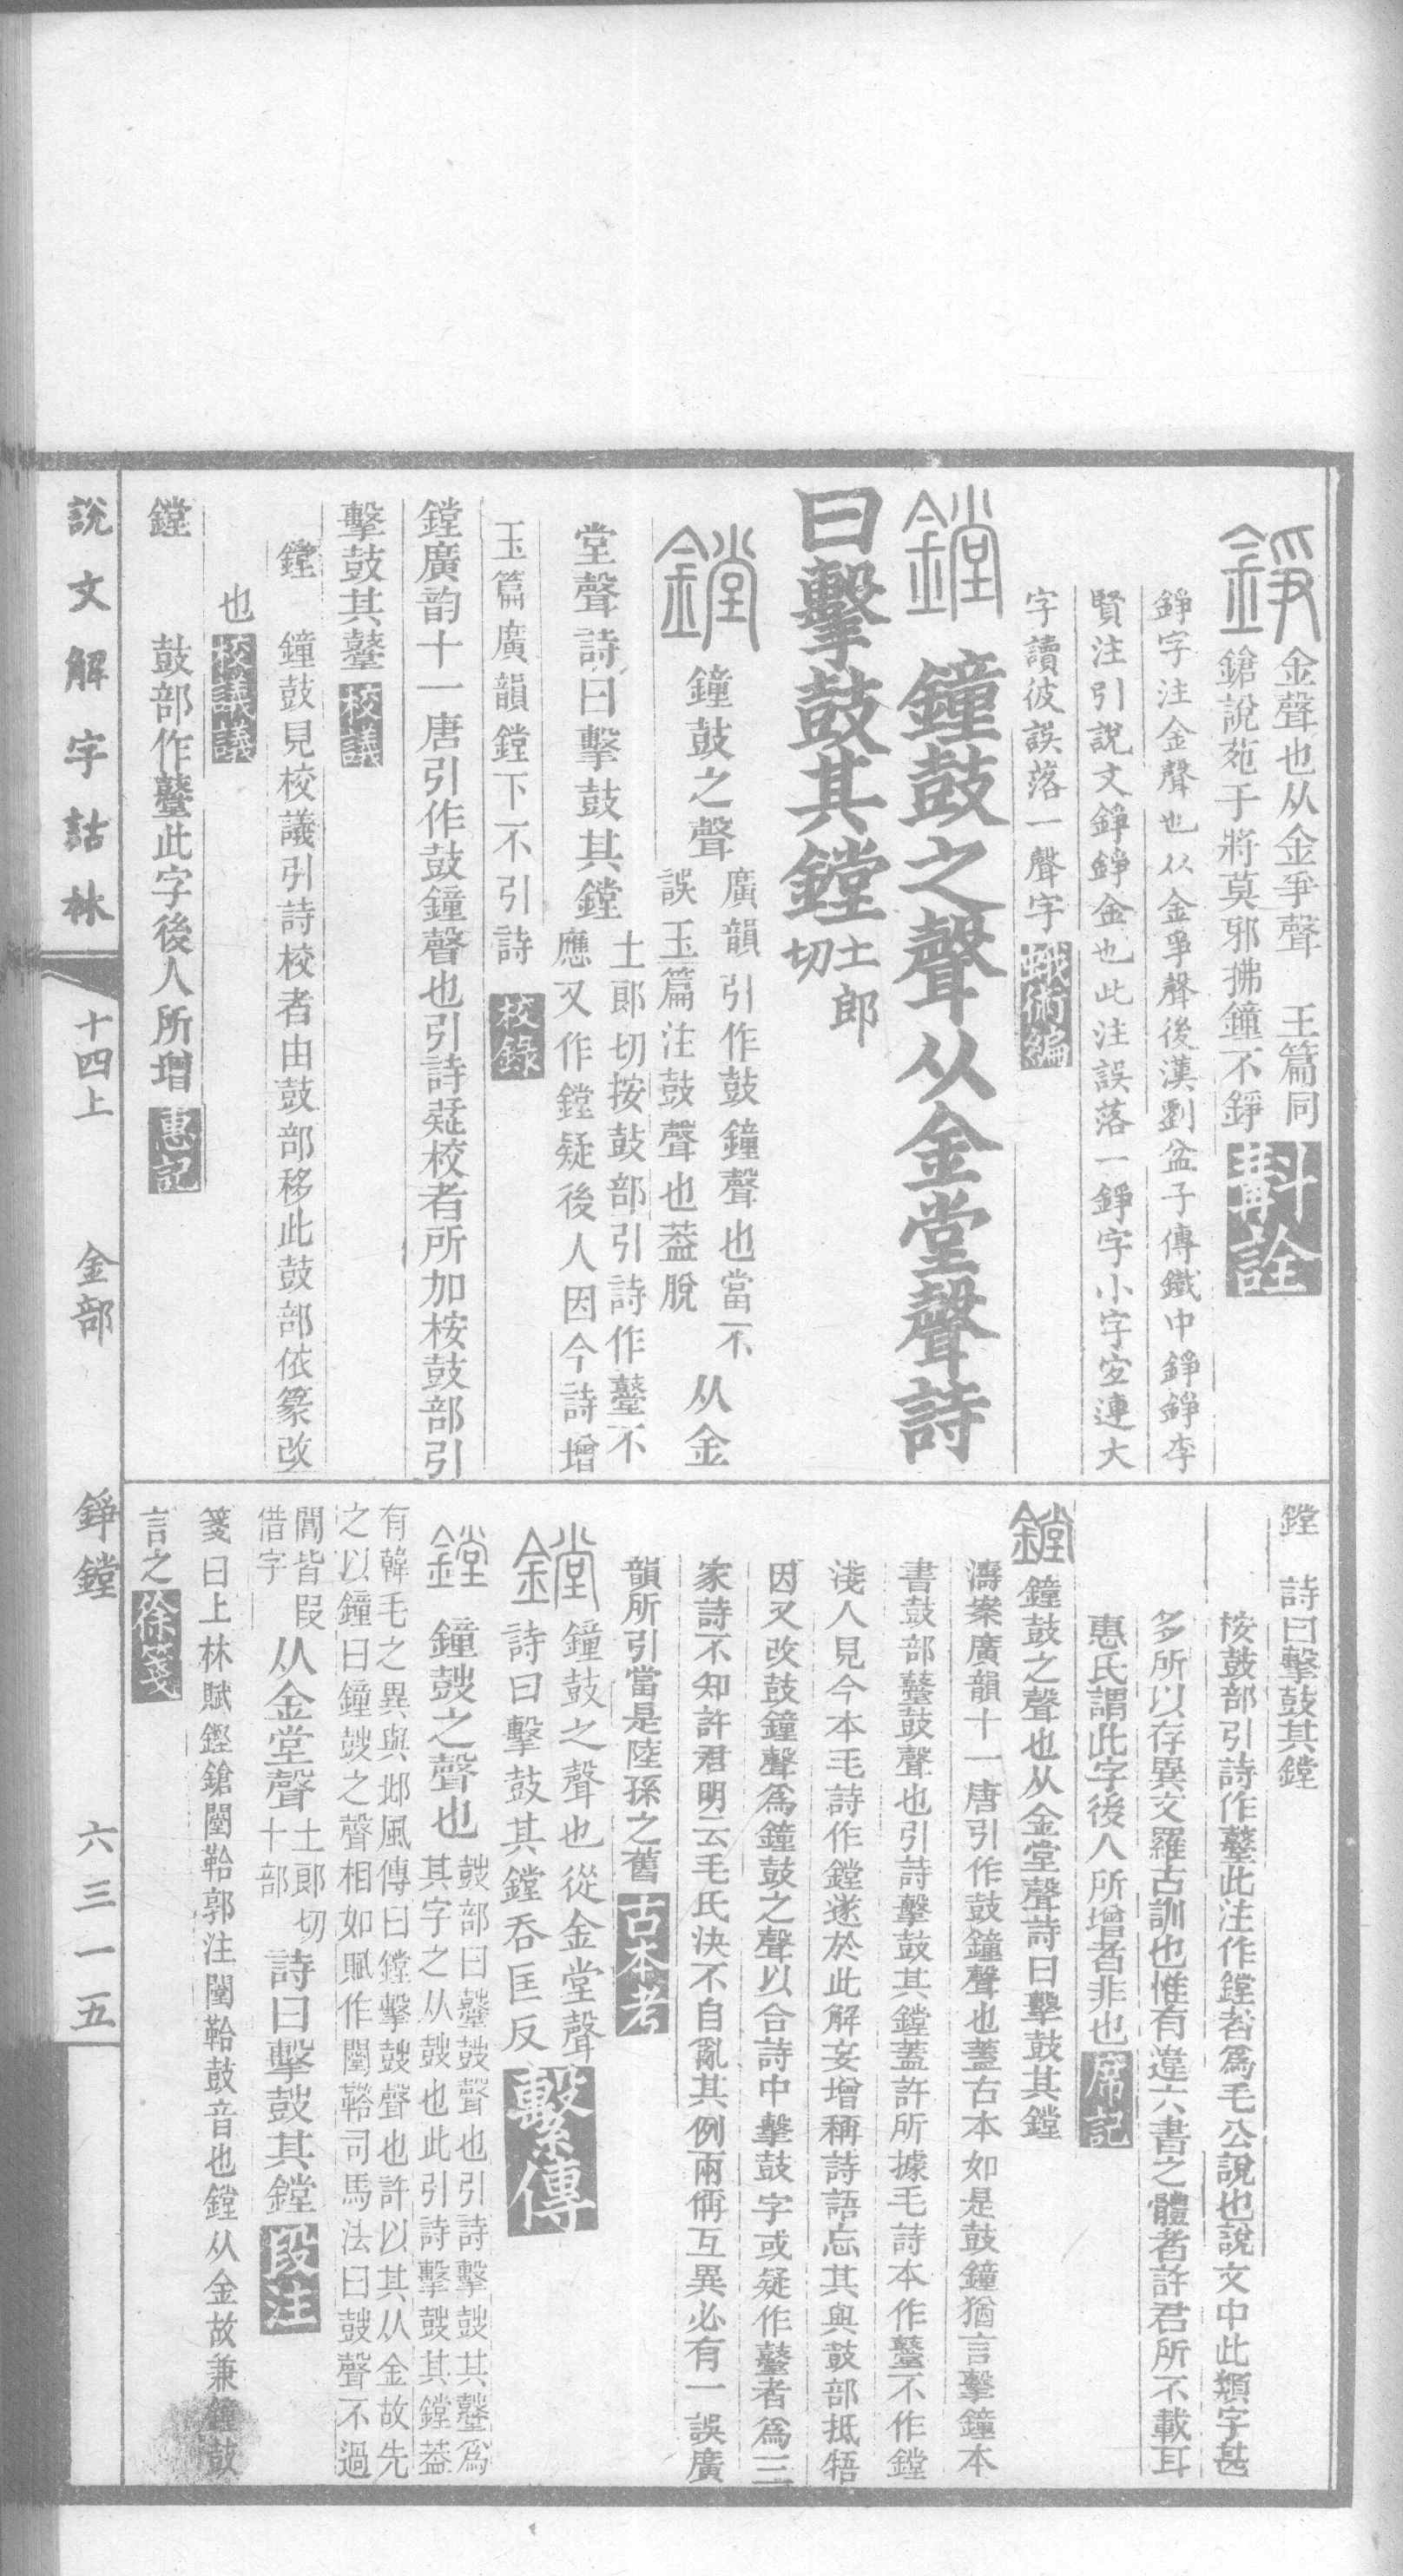 錚 金聲也从金爭聲 玉篇同
鎗說苑于將莫邪拂鐘不錚 斠詮
錚字注金聲也从金爭聲後漢劉盆子傳鐵中錚錚李
賢注引說文錚錚金也此注誤落一錚字小字宋連大
字讀彼誤落一聲字 蛾術編
鏜 鐘鼓之聲从金堂聲詩
曰擊鼓其鏜 土郎切
鏜 鐘鼓之聲 廣韻引作鼓鐘聲也當不誤玉篇注鼓聲也葢脫 从金
堂聲詩曰擊鼓其鏜 土郎切按鼓部引詩作鼞不應又作鏜疑後人因今詩增
玉篇廣韻鏜下不引詩 校錄
鏜廣韵十一唐引作鼓鐘聲也引詩疑校者所加桉鼓部引
擊鼓其鼞 校議
鏜 鐘鼓見校議引詩校者由鼓部移此鼓部依篆改
也 校議議
鏜 鼓部作鼞此字後人所增 惠記
鏜 詩曰擊鼓其鏜
桉鼓部引詩作鼞此注作鏜者爲毛公說也說文中此類字甚
多所以存異文羅古訓也惟有違六書之體者許君所不載耳
惠氏謂此字後人所增者非也 席記
鏜 鐘鼓之聲也从金堂聲詩曰擊鼓其鏜
濤案廣韻十一唐引作鼓鐘聲也蓋古本如是鼓鐘猶言擊鐘本
書鼓部鼞鼓聲也引詩擊鼓其鏜蓋許所據毛詩本作鼞不作鏜
淺人見今本毛詩作鏜遂於此解妄增稱詩語忘其與鼓部抵牾
因又改鼓鐘聲爲鐘鼓之聲以合詩中擊鼓字或疑作鼞者爲三
家詩不知許君明云毛氏決不自亂其例兩偁互異必有一誤廣
韻所引當是陸孫之舊 古本考
鏜 鐘鼓之聲也從金堂聲
詩曰擊鼓其鏜吞匡反 繫傳
鏜 鐘鼓之聲也 鼓部曰鼞鼓聲也引詩擊鼓其鼞爲其字之从鼓也此引詩擊鼓其鏜葢
有韓毛之異與邶風傳曰鏜擊鼓聲也許以其从金故先之以鐘曰鐘鼓之聲相如賦作闛鞈司馬法曰鼓聲不過
閶皆叚借字 从金堂聲 土郎切十部 詩曰擊鼓其鏜 段注
箋曰上林賦鏗鎗闛鞈郭注闛鞈鼓音也鏜从金故兼鐘鼓
言之 徐箋
說文解字詁林 十四上 金部 錚鏜 六三一五